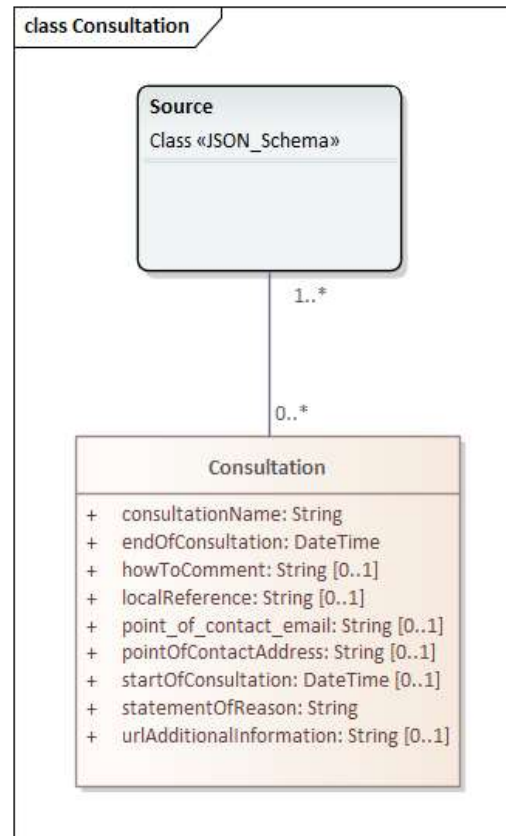 class Consultation
Source
Class «JSON_Schema»
1..*
0..*
Consultation
+ consultationName: String
+ endOfConsultation: DateTime
+ howToComment: String [0..1]
+ localReference: String [0..1]
+ point_of_contact_email: String [0..1]
+ pointOfContactAddress: String [0..1]
+ startOfConsultation: DateTime [0..1]
+ statementOfReason: String
+ urlAdditionalInformation: String [0..1]